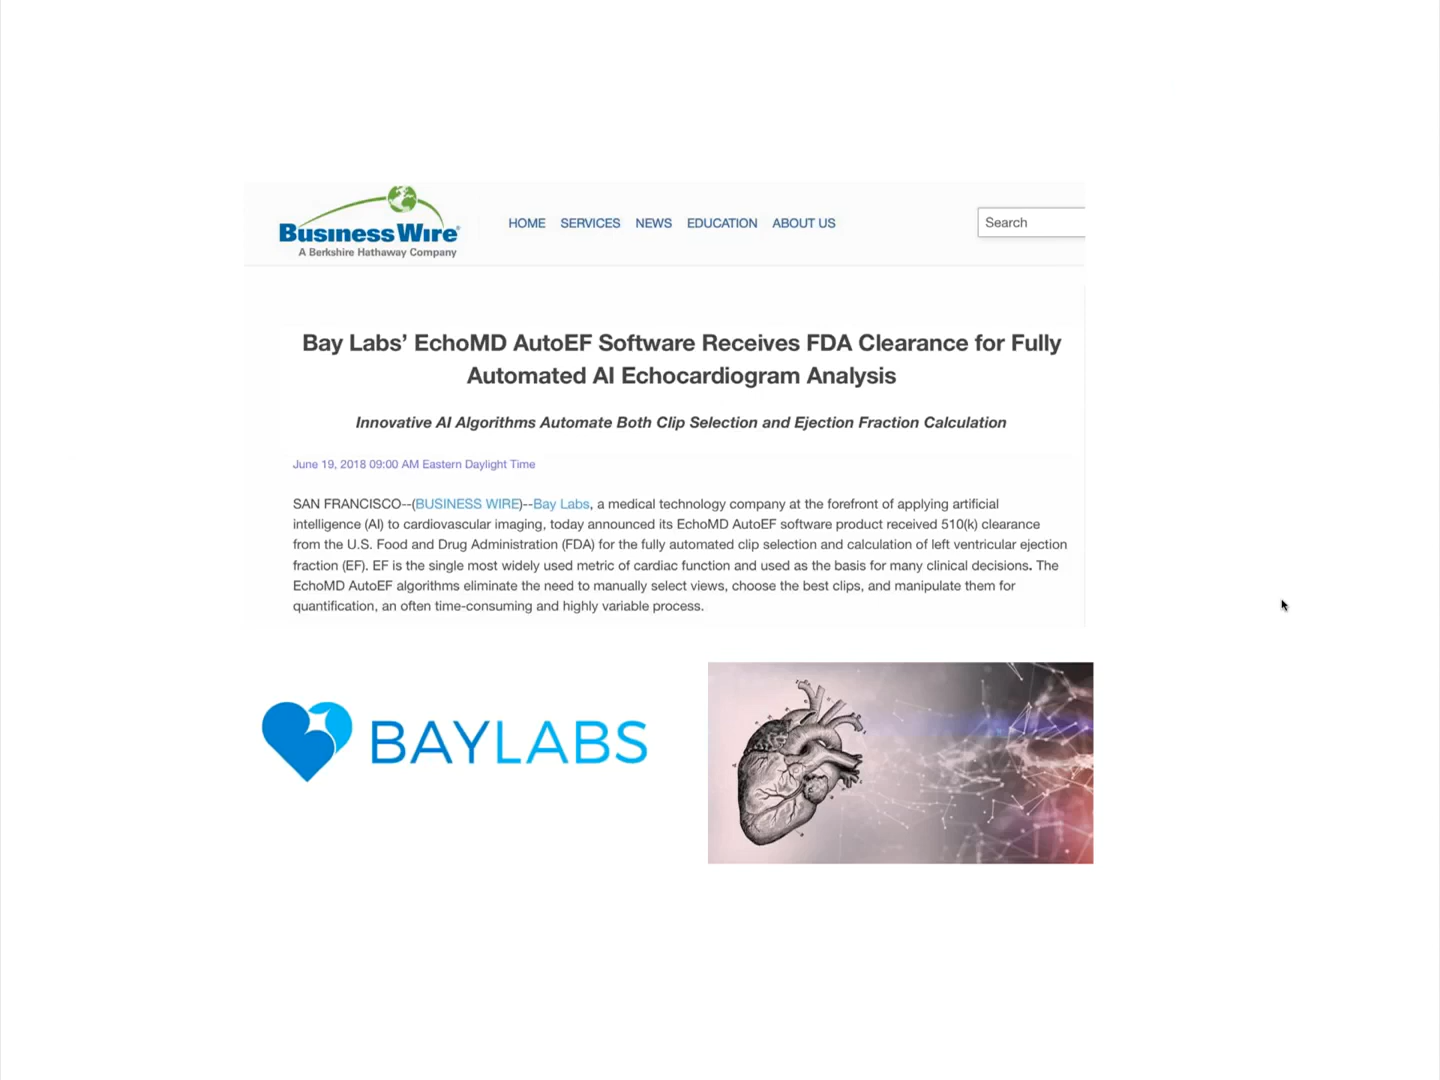 Business Wire
A Berkshire Hathaway Company
HOME SERVICES NEWS EDUCATION ABOUT US
Search
Bay Labs’ EchoMD AutoEF Software Receives FDA Clearance for Fully
Automated AI Echocardiogram Analysis
Innovative AI Algorithms Automate Both Clip Selection and Ejection Fraction Calculation
June 19, 2018 09:00 AM Eastern Daylight Time
SAN FRANCISCO--(BUSINESS WIRE)--Bay Labs, a medical technology company at the forefront of applying artificial
intelligence (AI) to cardiovascular imaging, today announced its EchoMD AutoEF software product received 510(k) clearance
from the U.S. Food and Drug Administration (FDA) for the fully automated clip selection and calculation of left ventricular ejection
fraction (EF). EF is the single most widely used metric of cardiac function and used as the basis for many clinical decisions. The
EchoMD AutoEF algorithms eliminate the need to manually select views, choose the best clips, and manipulate them for
quantification, an often time-consuming and highly variable process.
BAYLABS